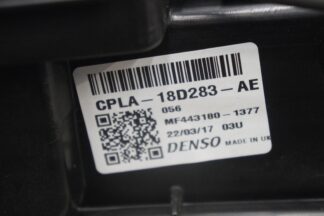 CPLA-18D283-AE
056
MF443180-1377
22/03/17 03U
DENSO MADE IN UK